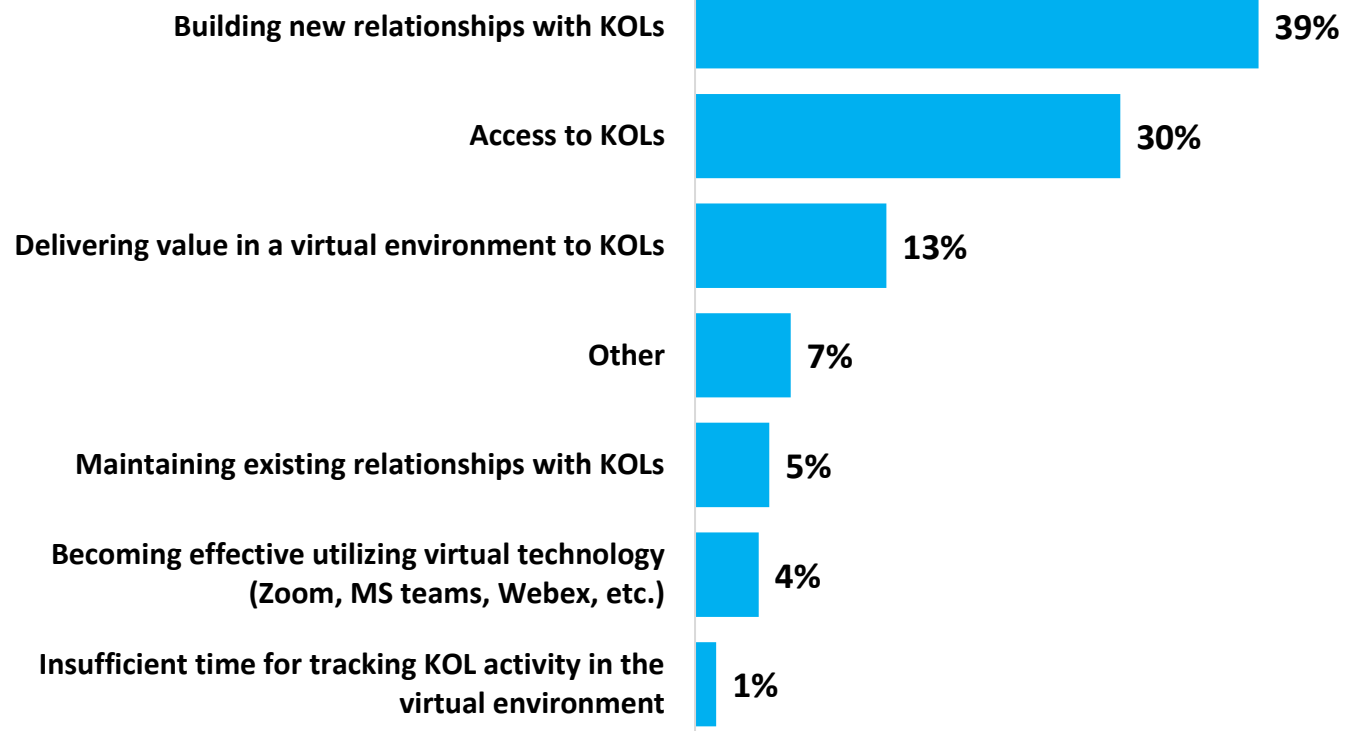 Building new relationships with KOLs 39%
Access to KOLs 30%
Delivering value in a virtual environment to KOLs 13%
Other 7%
Maintaining existing relationships with KOLs 5%
Becoming effective utilizing virtual technology
(Zoom, MS teams, Webex, etc.) 4%
Insufficient time for tracking KOL activity in the
virtual environment 1%